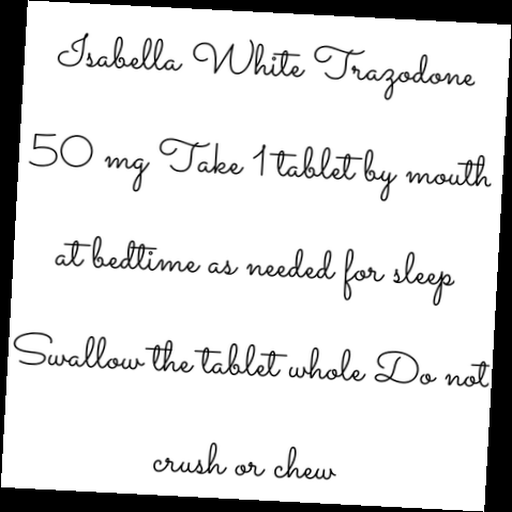 Isabella White Trazodone
50 mg Take 1 tablet by mouth
at bedtime as needed for sleep
Swallow the tablet whole Do not
crush or chew